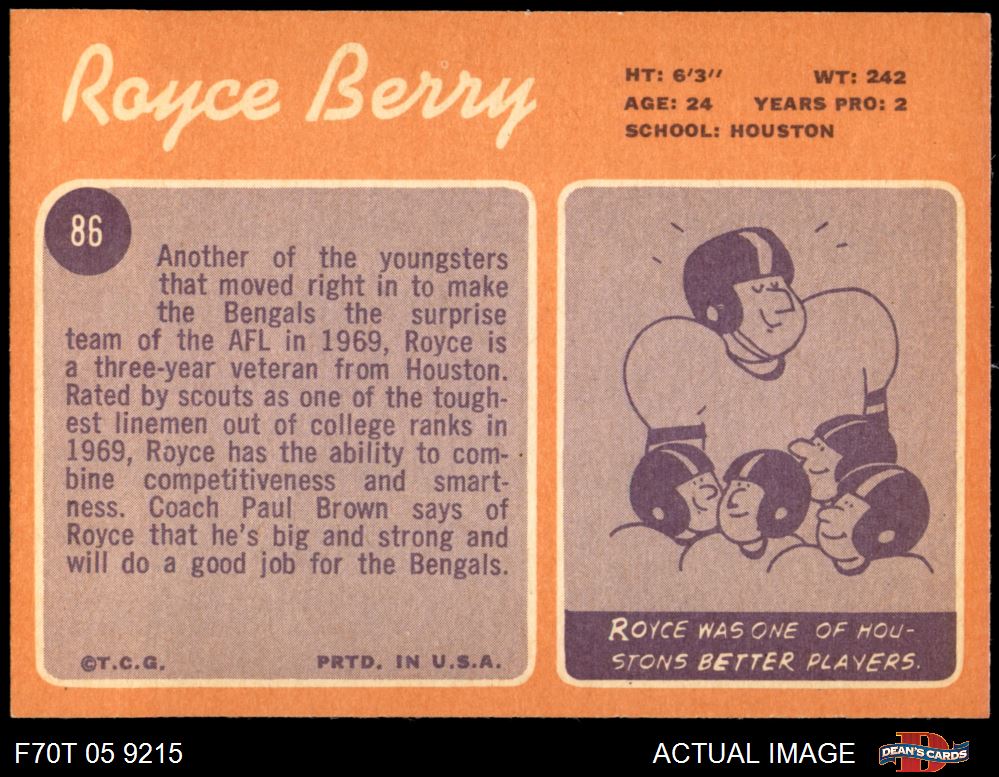 Royce Berry
HT: 6'3" WT: 242
AGE: 24 YEARS PRO: 2
SCHOOL: HOUSTON
86
Another of the youngsters
that moved right in to make
the Bengals the surprise
team of the AFL in 1969, Royce is
a three-year veteran from Houston.
Rated by scouts as one of the tough-
est linemen out of college ranks in
1969, Royce has the ability to com-
bine competitiveness and smart-
ness. Coach Paul Brown says of
Royce that he's big and strong and
will do a good job for the Bengals.
©T.C.G. PRTD. IN U.S.A.
ROYCE WAS ONE OF HOU-
STONS BETTER PLAYERS.
F70T 05 9215 ACTUAL IMAGE
D
DEAN'S CARDS